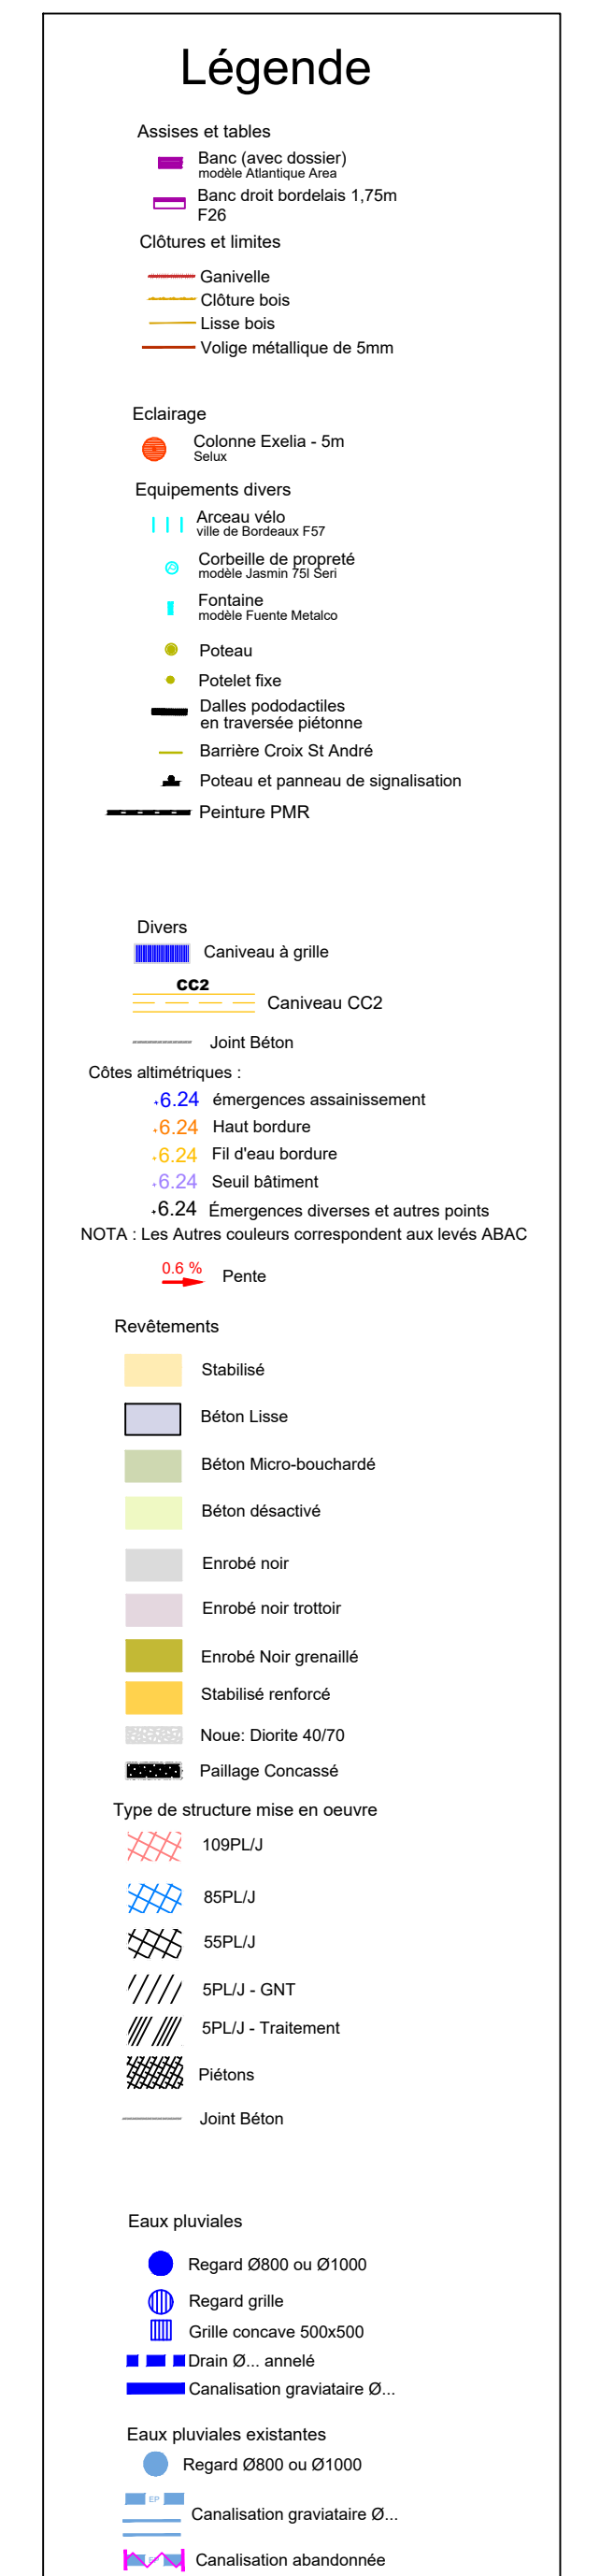 Légende
Assises et tables
Banc (avec dossier)
modèle Atlantique Area
Banc droit bordelais 1,75m
F26
Clôtures et limites
Ganivelle
Clôture bois
Lisse bois
Volige métallique de 5mm
Eclairage
Colonne Exelia - 5m
Selux
Equipements divers
Arceau vélo
ville de Bordeaux F57
Corbeille de propreté
modèle Jasmin 75l Seri
Fontaine
modèle Fuente Metalco
Poteau
Potelet fixe
Dalles pododactiles
en traversée piétonne
Barrière Croix St André
Poteau et panneau de signalisation
Peinture PMR
Divers
Caniveau à grille
CC2
Caniveau CC2
Joint Béton
Côtes altimétriques :
+6.24 émergences assainissement
+6.24 Haut bordure
+6.24 Fil d'eau bordure
+6.24 Seuil bâtiment
+6.24 Émergences diverses et autres points
NOTA : Les Autres couleurs correspondent aux levés ABAC
0.6 %
Pente
Revêtements
Stabilisé
Béton Lisse
Béton Micro-bouchardé
Béton désactivé
Enrobé noir
Enrobé noir trottoir
Enrobé Noir grenaillé
Stabilisé renforcé
Noue: Diorite 40/70
Paillage Concassé
Type de structure mise en oeuvre
109PL/J
85PL/J
55PL/J
5PL/J - GNT
5PL/J - Traitement
Piétons
Joint Béton
Eaux pluviales
Regard Ø800 ou Ø1000
Regard grille
Grille concave 500x500
Drain Ø... annelé
Canalisation graviataire Ø...
Eaux pluviales existantes
Regard Ø800 ou Ø1000
EP
Canalisation graviataire Ø...
EP Canalisation abandonnée